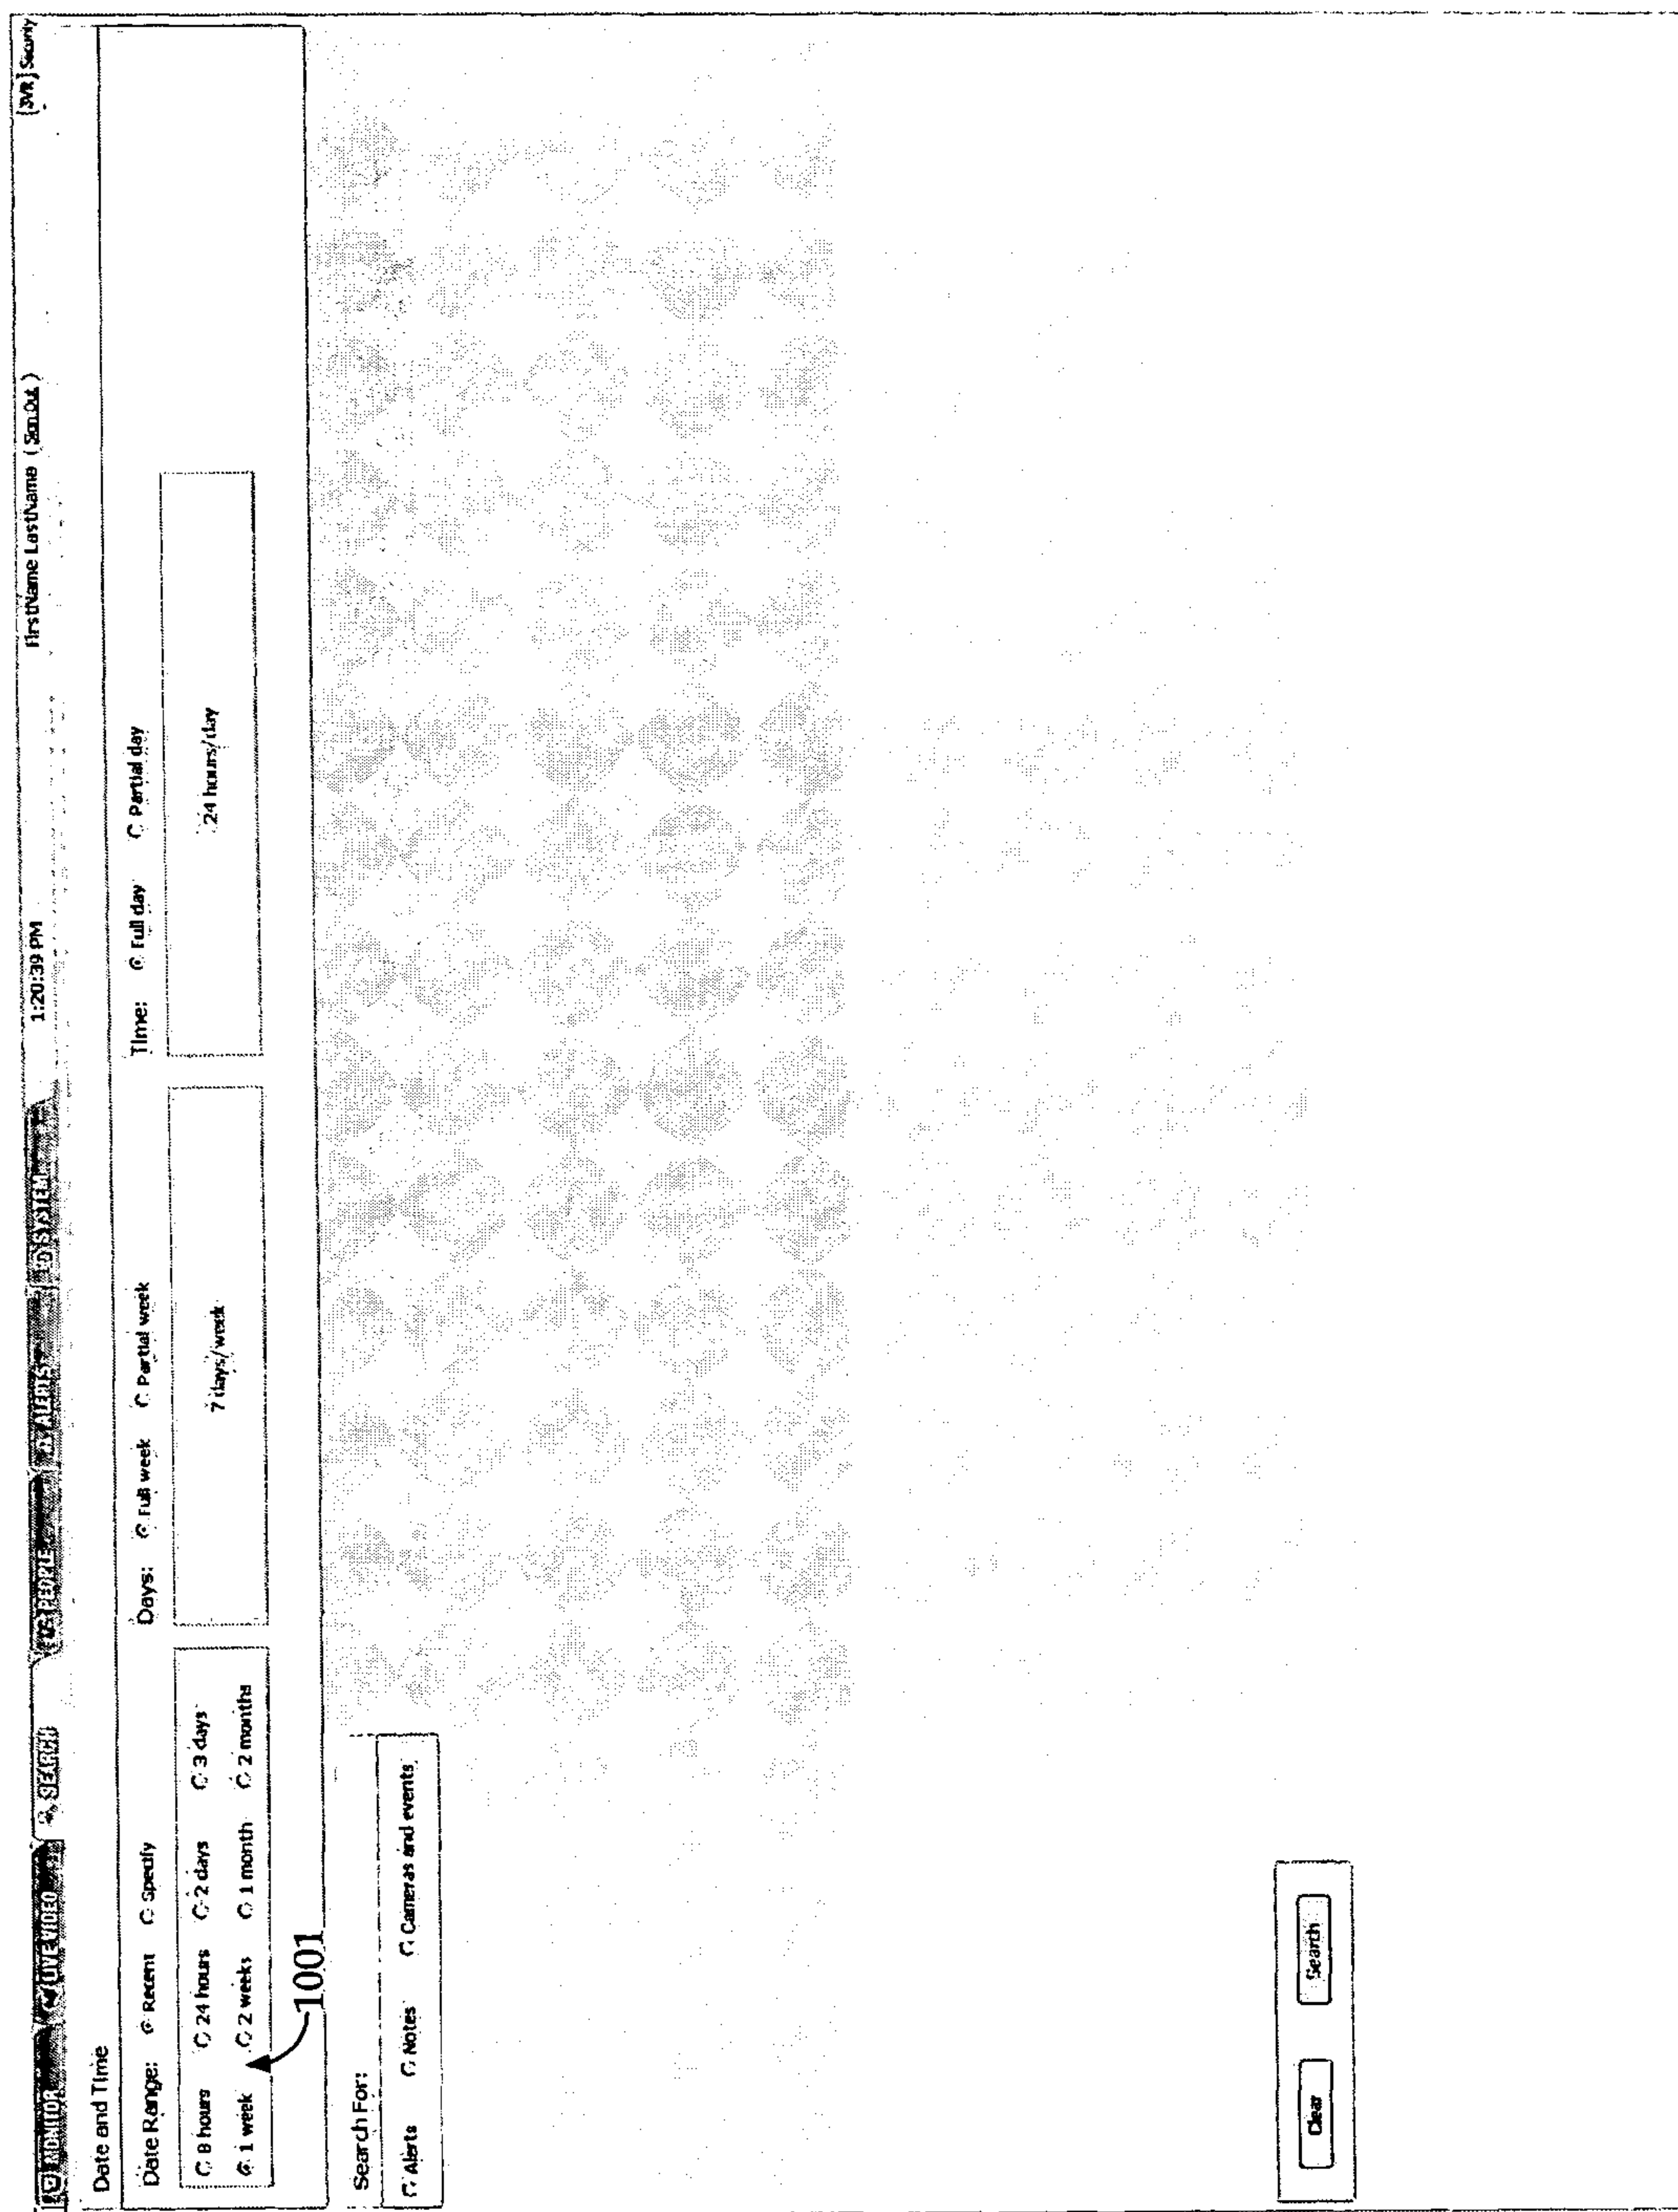 MONITOR LIVE VIDEO SEARCH PEOPLE ALERTS SYSTEM 1:20:39 PM FirstName LastName (Sign Out) [3VR] Security
Date and Time
Date Range: Recent Specify Days: Full week Partial week Time: Full day Partial day
8 hours 24 hours 2 days 3 days
1 week 2 weeks 1 month 2 months
7 days/week
24 hours/day
1001
Search For:
Alerts Notes Cameras and events
Clear Search